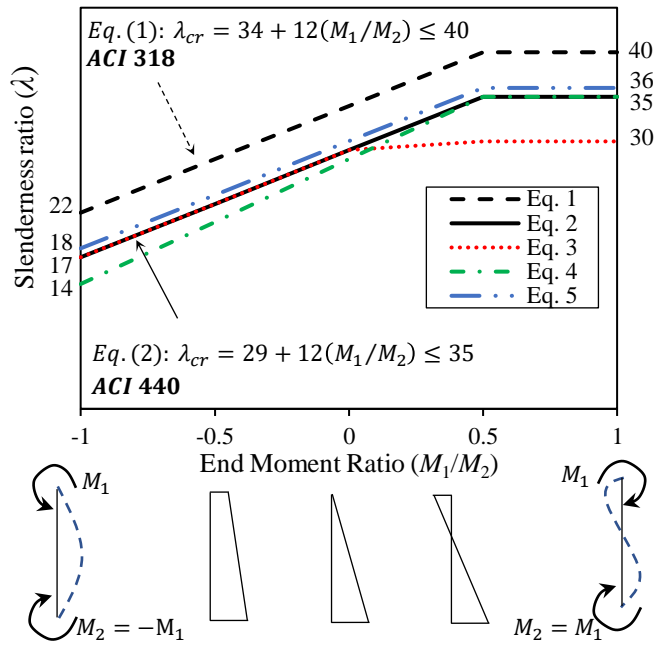 Eq. (1): λcr = 34 + 12(M1/M2) ≤ 40
ACI 318
40
36
35
30
22
18
17
14
Slenderness ratio (λ)
Eq. 1
Eq. 2
Eq. 3
Eq. 4
Eq. 5
Eq. (2): λcr = 29 + 12(M1/M2) ≤ 35
ACI 440
-1 -0.5 0 0.5 1
End Moment Ratio (M1/M2)
M1
M1
M2 = −M1
M2 = M1